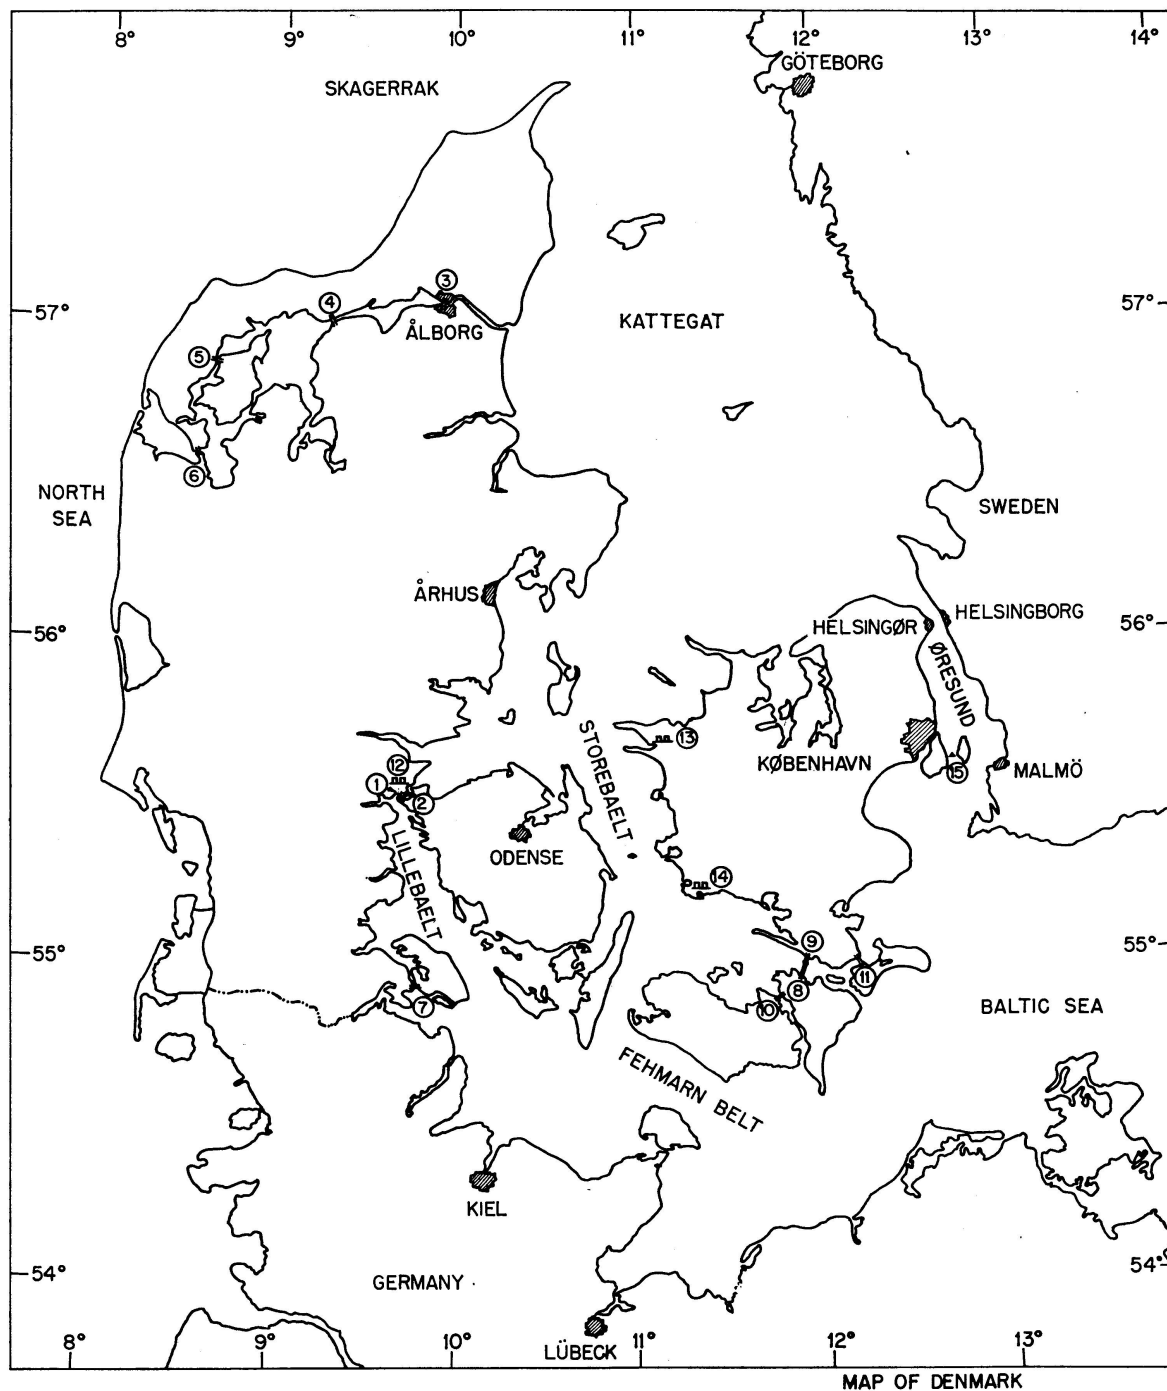 8° 9° 10° 11° 12° 13° 14°
GÖTEBORG
SKAGERRAK
3
57° 4 KATTEGAT 57°
ÅLBORG
5
6
NORTH
SEA
SWEDEN
ÅRHUS
HELSINGBORG
56° HELSINGØR 56°
ØRESUND
STOREBAELT
13
KØBENHAVN
15 MALMÖ
12
1 2
LILLEBAELT
ODENSE
14
9
55° 55°
11
8
7 10
BALTIC SEA
FEHMARN BELT
KIEL
54° GERMANY 54°
LÜBECK
8° 9° 10° 11° 12° 13°
MAP OF DENMARK